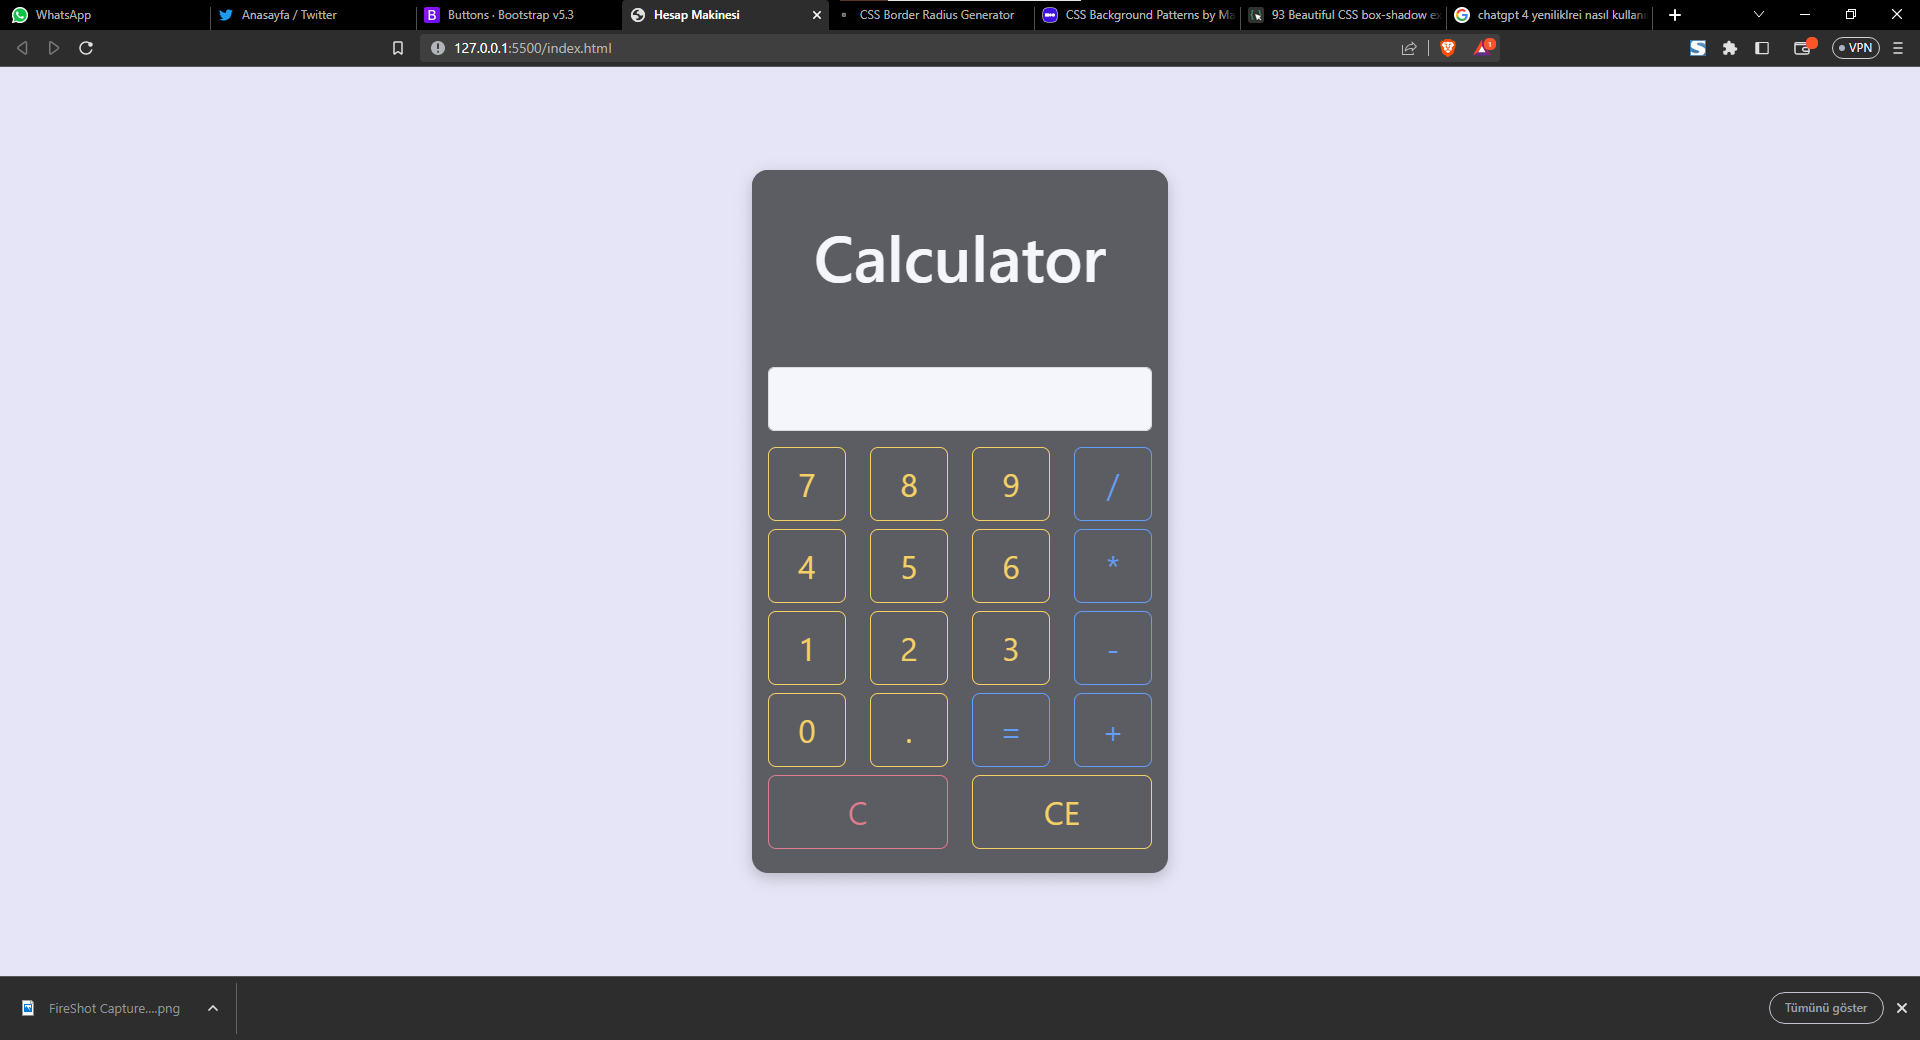 WhatsApp
Anasayfa / Twitter
Buttons · Bootstrap v5.3
Hesap Makinesi
CSS Border Radius Generator
CSS Background Patterns by Ma
93 Beautiful CSS box-shadow ex
chatgpt 4 yeniliklrei nasıl kullanı
127.0.0.1:5500/index.html
1
VPN
Calculator
7 8 9 /
4 5 6 *
1 2 3 -
0 . = +
C CE
FireShot Capture....png
Tümünü göster